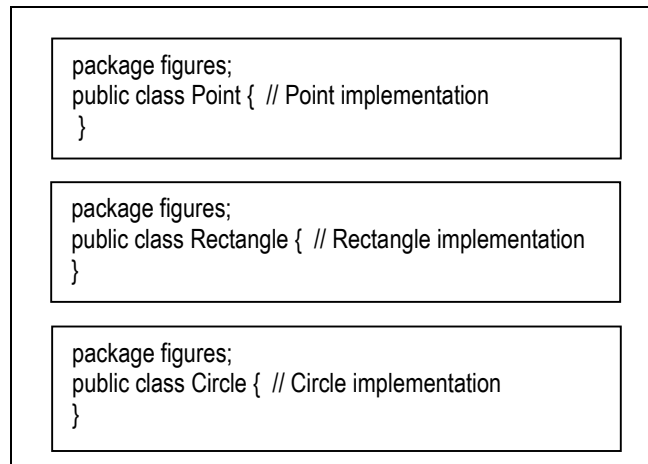 package figures;
public class Point {  // Point implementation
}
package figures;
public class Rectangle {  // Rectangle implementation
}
package figures;
public class Circle {  // Circle implementation
}